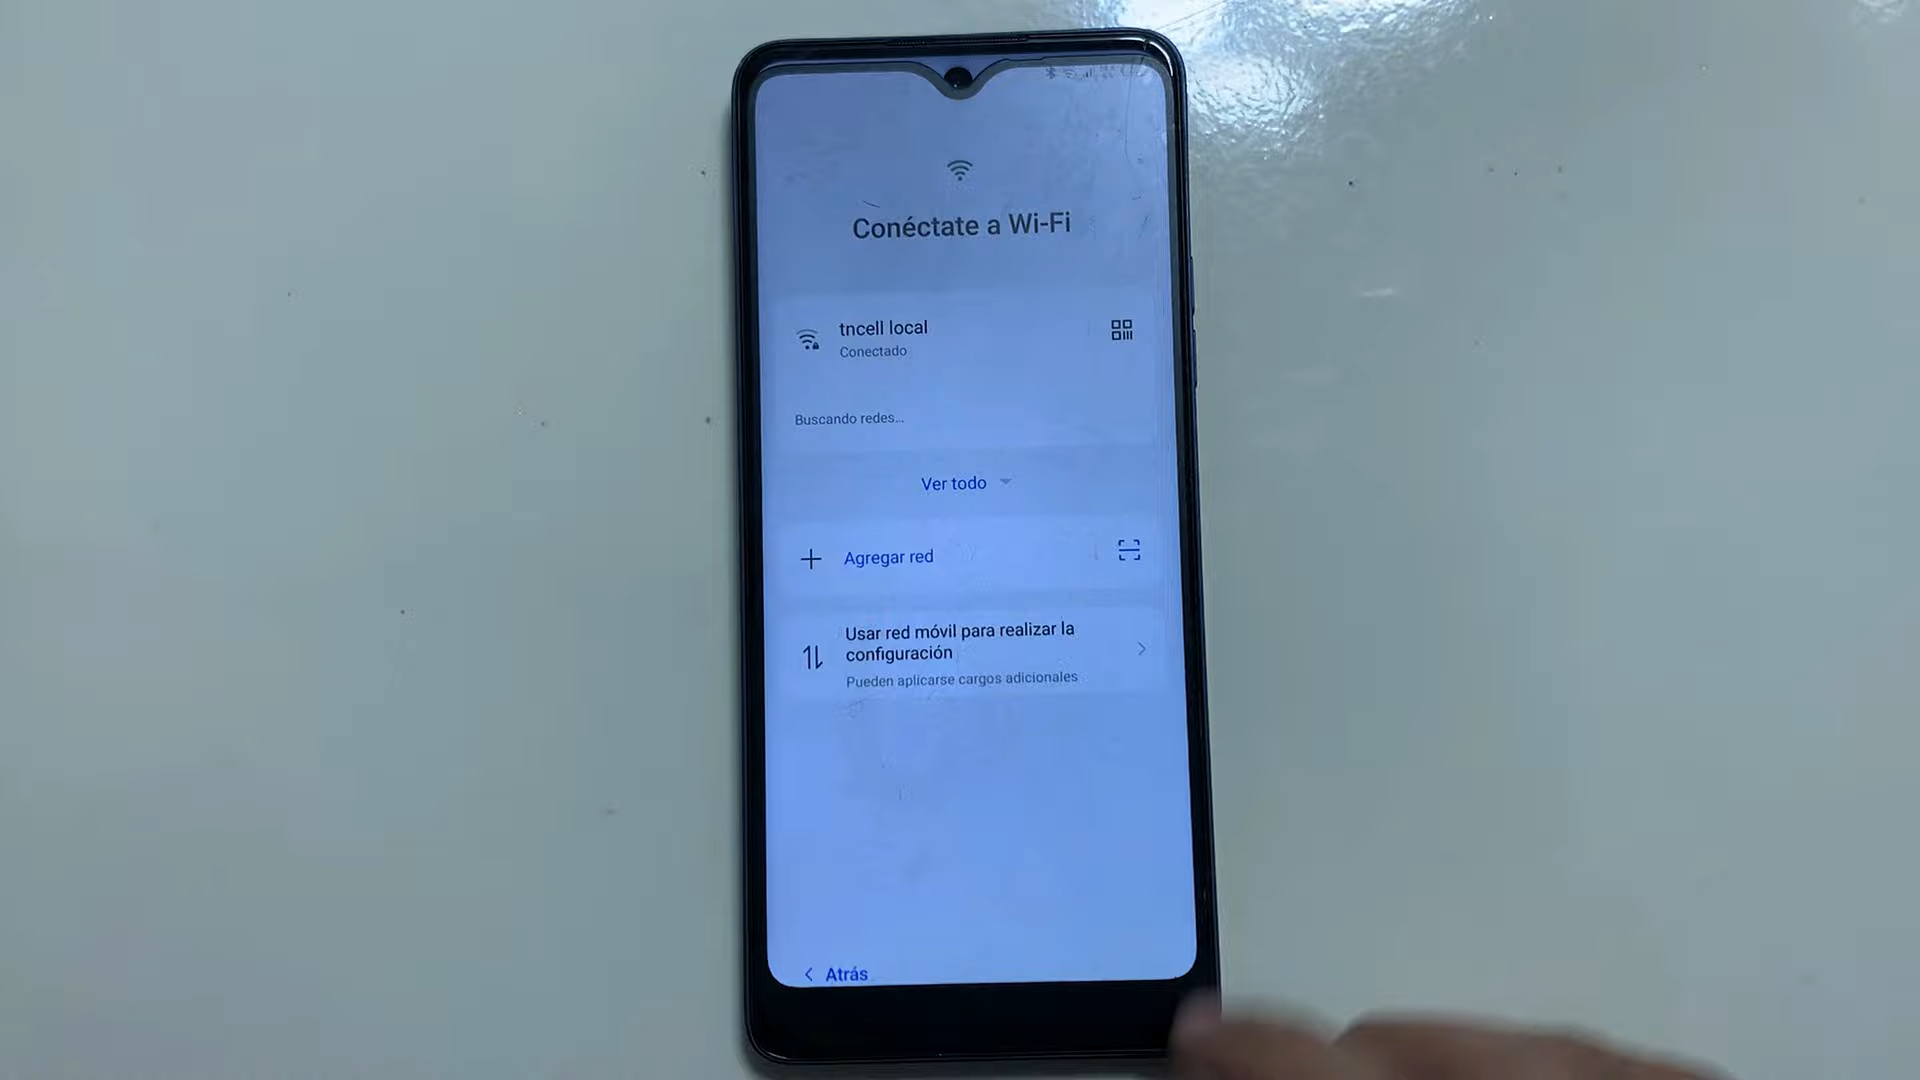 Conéctate a Wi-Fi
tncell local
Conectado
Buscando redes...
Ver todo
Agregar red
Usar red móvil para realizar la
configuración
Pueden aplicarse cargos adicionales
Atrás